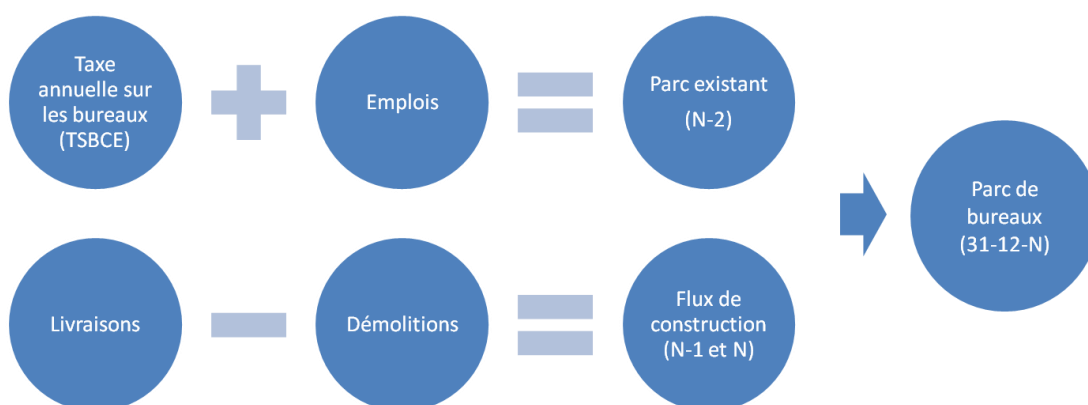 Taxe
annuelle sur
les bureaux
(TSBCE)
Emplois
Parc existant
(N-2)
Parc de
bureaux
(31-12-N)
Livraisons
Démolitions
Flux de
construction
(N-1 et N)